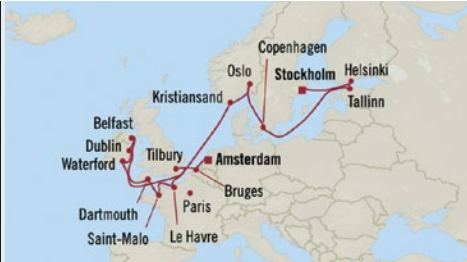 Copenhagen
Oslo
Stockholm
Helsinki
Kristiansand
Tallinn
Belfast
Dublin
Tilbury
Waterford
Amsterdam
Bruges
Paris
Dartmouth
Saint-Malo
Le Havre